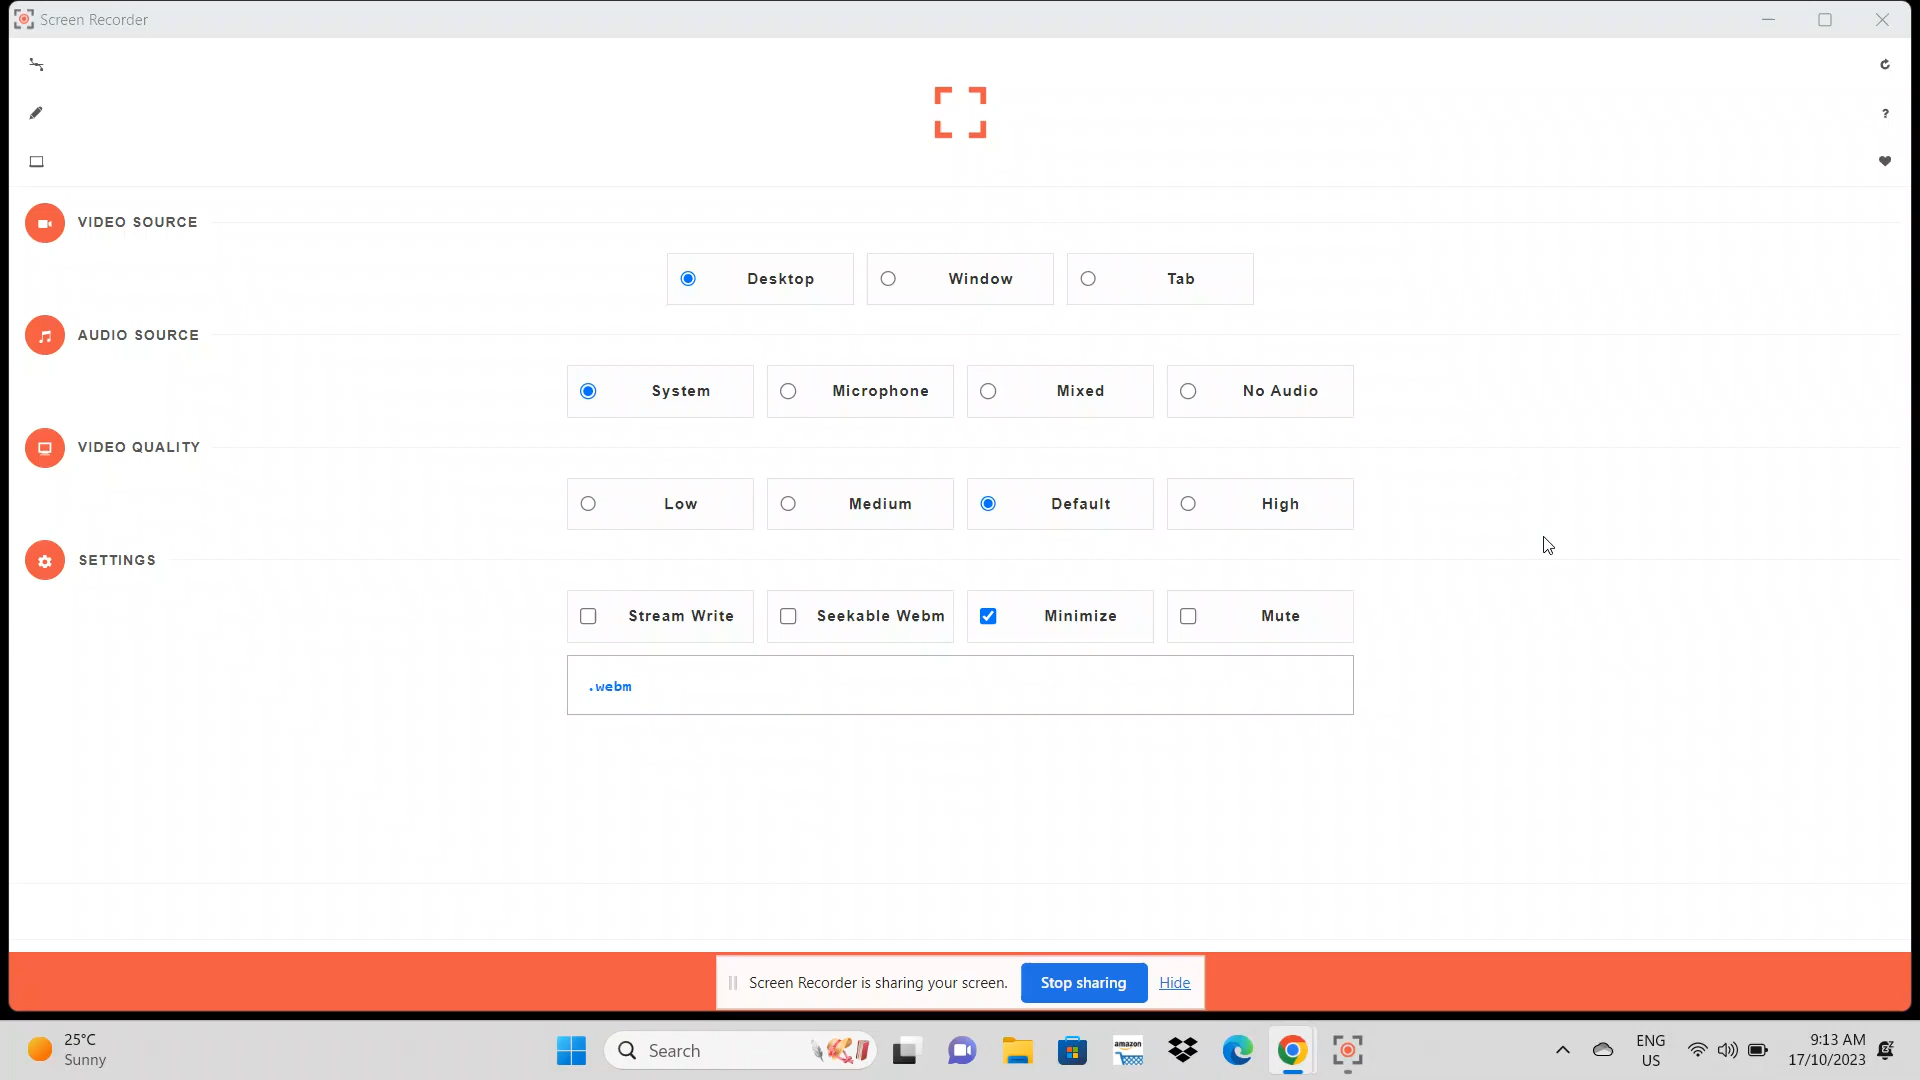 Screen Recorder
?
VIDEO SOURCE
Desktop Window Tab
AUDIO SOURCE
System Microphone Mixed No Audio
VIDEO QUALITY
Low Medium Default High
SETTINGS
Stream Write Seekable Webm Minimize Mute
.webm
Screen Recorder is sharing your screen. Stop sharing Hide
25°C
Sunny
Search
amazon
ENG
US
9:13 AM
17/10/2023